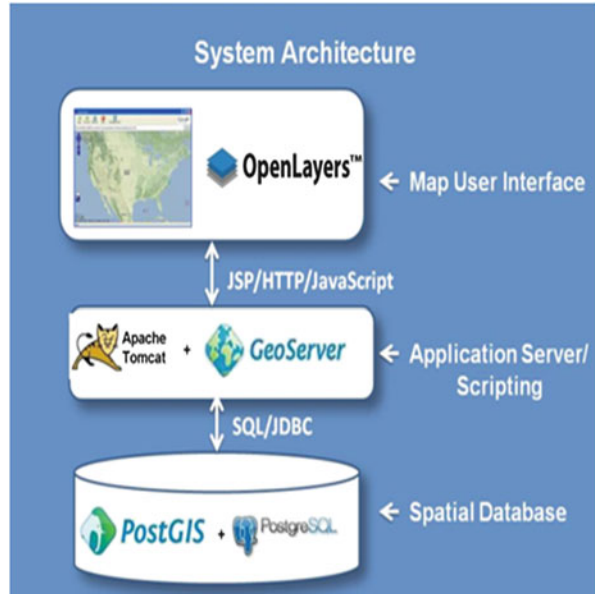 System Architecture
OpenLayers™
← Map User Interface
JSP/HTTP/JavaScript
Apache
Tomcat
+
GeoServer
← Application Server/
Scripting
SQL/JDBC
PostGIS
+
PostgreSQL
← Spatial Database